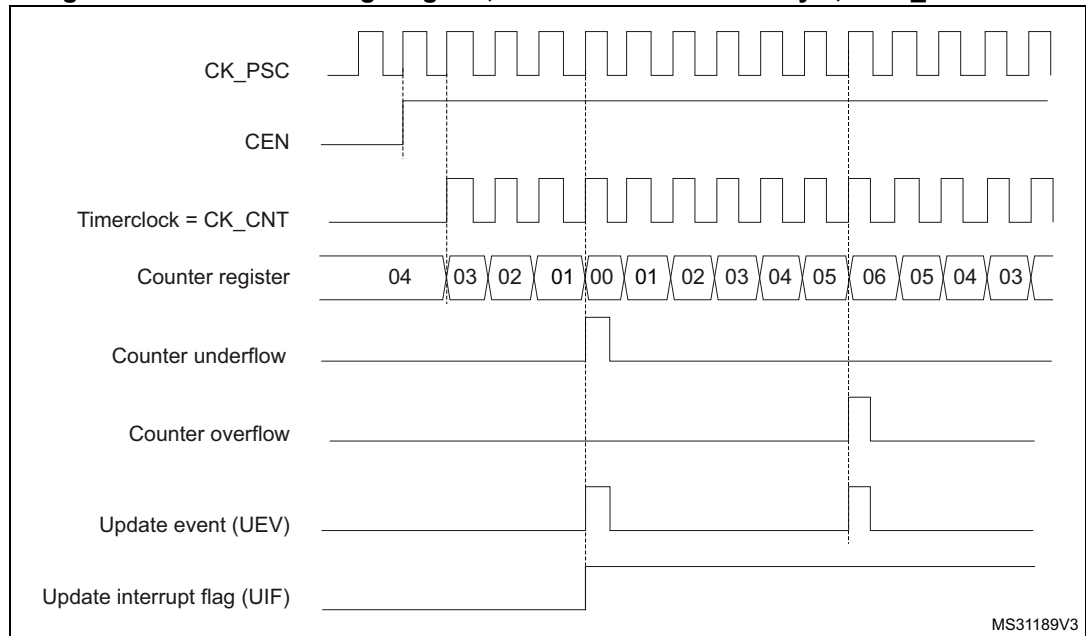 CK_PSC
CEN
Timerclock = CK_CNT
Counter register 04 03 02 01 00 01 02 03 04 05 06 05 04 03
Counter underflow
Counter overflow
Update event (UEV)
Update interrupt flag (UIF)
MS31189V3